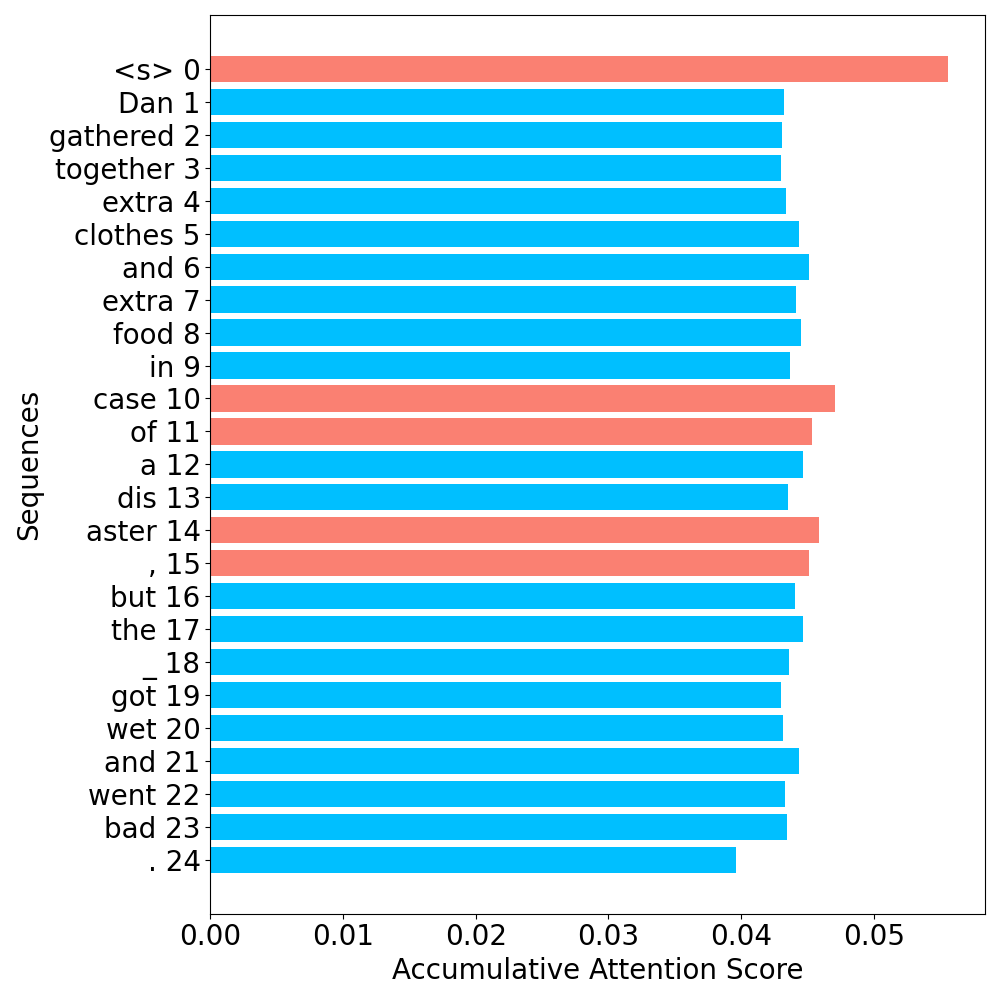 <s> 0
Dan 1
gathered 2
together 3
extra 4
clothes 5
and 6
extra 7
food 8
in 9
case 10
of 11
a 12
dis 13
aster 14
, 15
but 16
the 17
_ 18
got 19
wet 20
and 21
went 22
bad 23
. 24
Sequences
0.00 0.01 0.02 0.03 0.04 0.05
Accumulative Attention Score